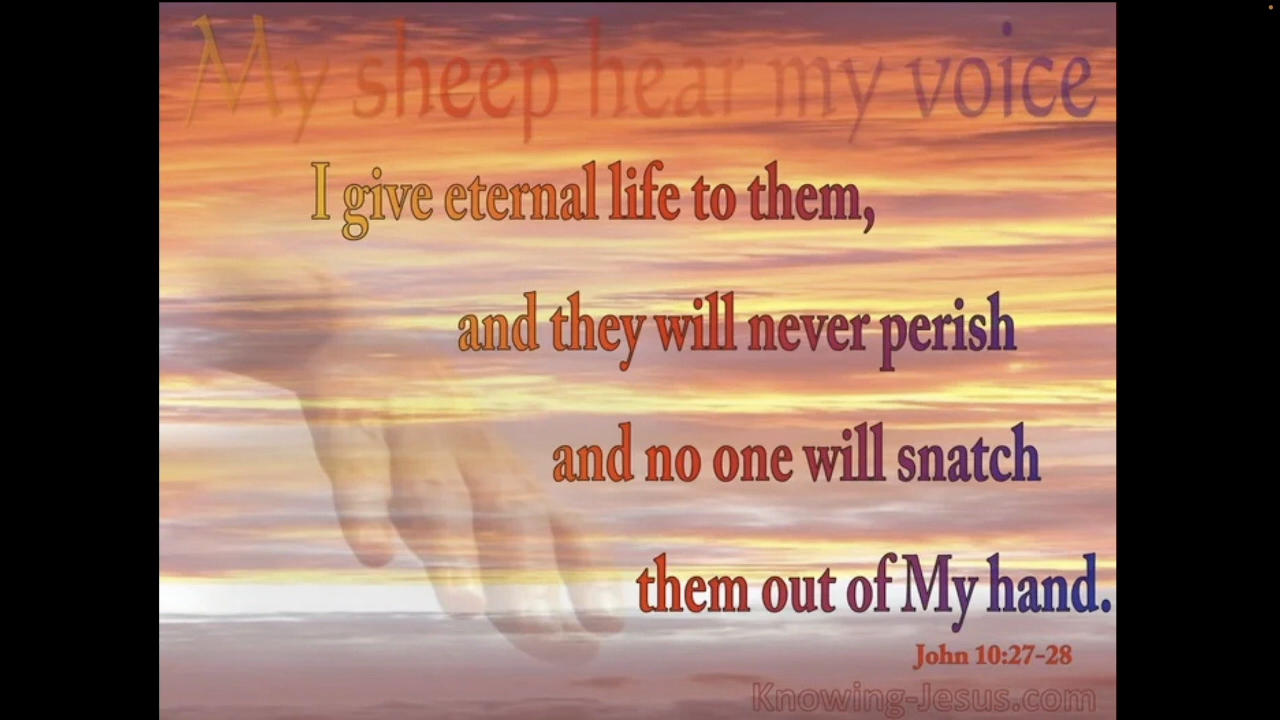 My sheep hear my voice
I give eternal life to them,
and they will never perish
and no one will snatch
them out of My hand.
John 10:27-28
Knowing-Jesus.com